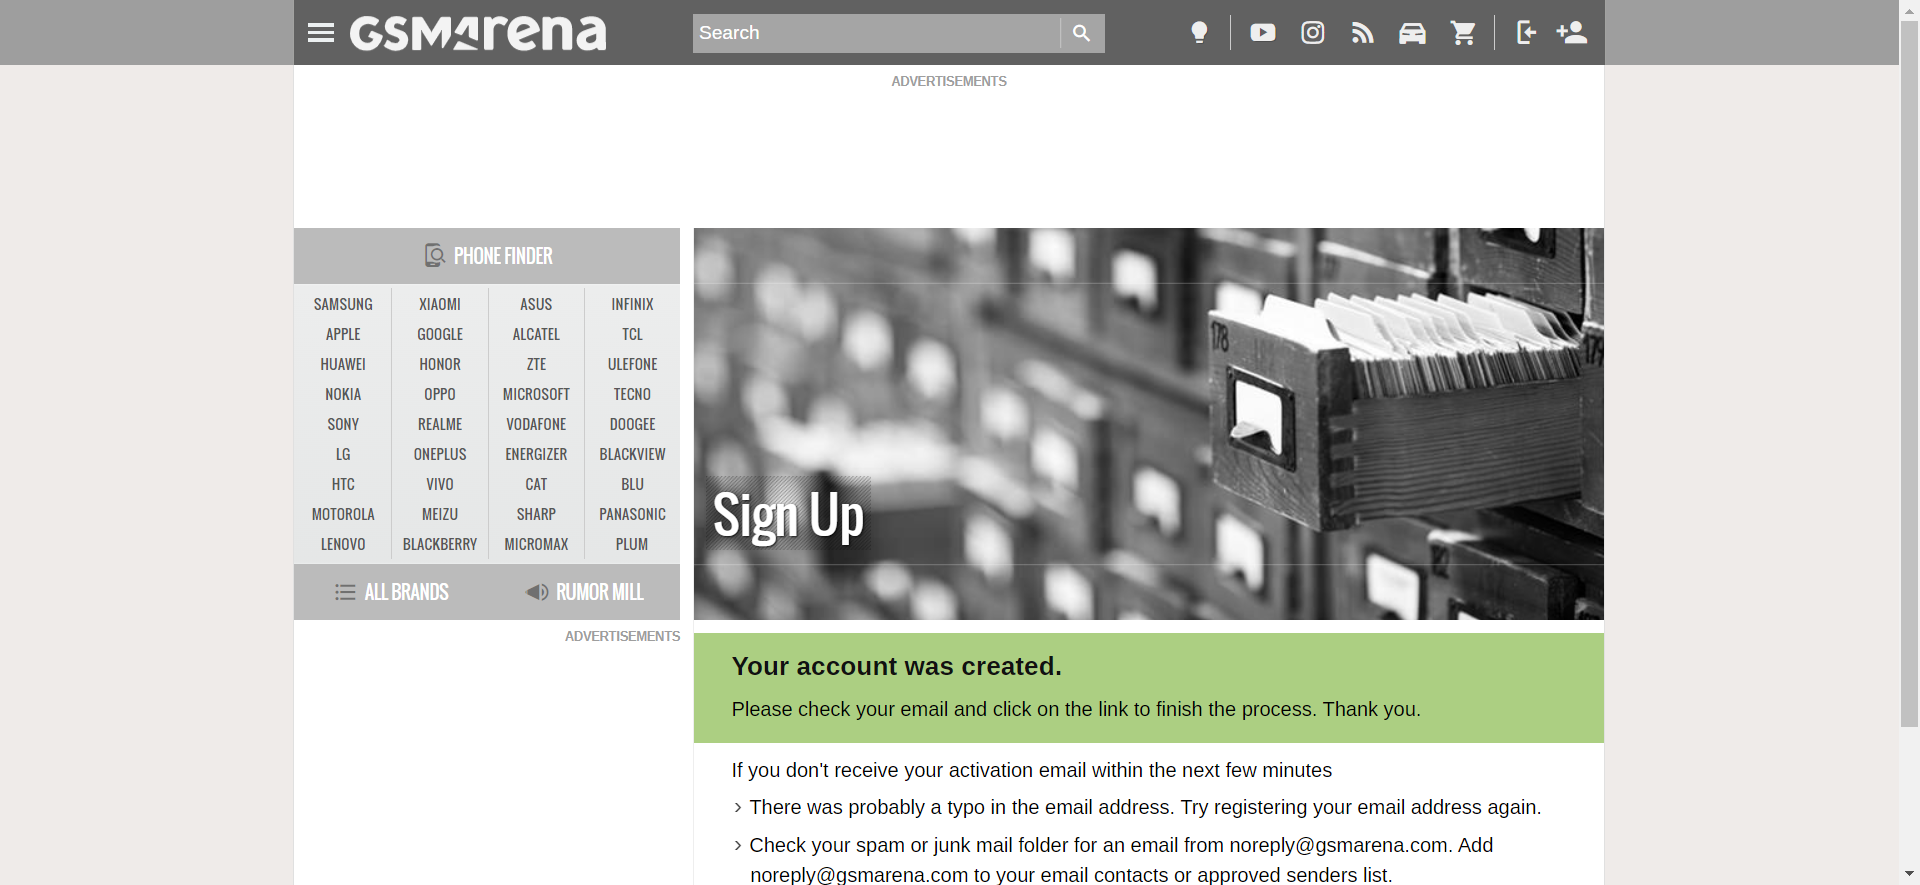 GSMArena
Search
ADVERTISEMENTS
PHONE FINDER
SAMSUNG XIAOMI ASUS INFINIX
APPLE GOOGLE ALCATEL TCL
HUAWEI HONOR ZTE ULEFONE
NOKIA OPPO MICROSOFT TECNO
SONY REALME VODAFONE DOOGEE
LG ONEPLUS ENERGIZER BLACKVIEW
HTC VIVO CAT BLU
MOTOROLA MEIZU SHARP PANASONIC
LENOVO BLACKBERRY MICROMAX PLUM
ALL BRANDS RUMOR MILL
ADVERTISEMENTS
178
Sign Up
Your account was created.
Please check your email and click on the link to finish the process. Thank you.
If you don't receive your activation email within the next few minutes
There was probably a typo in the email address. Try registering your email address again.
Check your spam or junk mail folder for an email from noreply@gsmarena.com. Add
noreply@gsmarena.com to your email contacts or approved senders list.